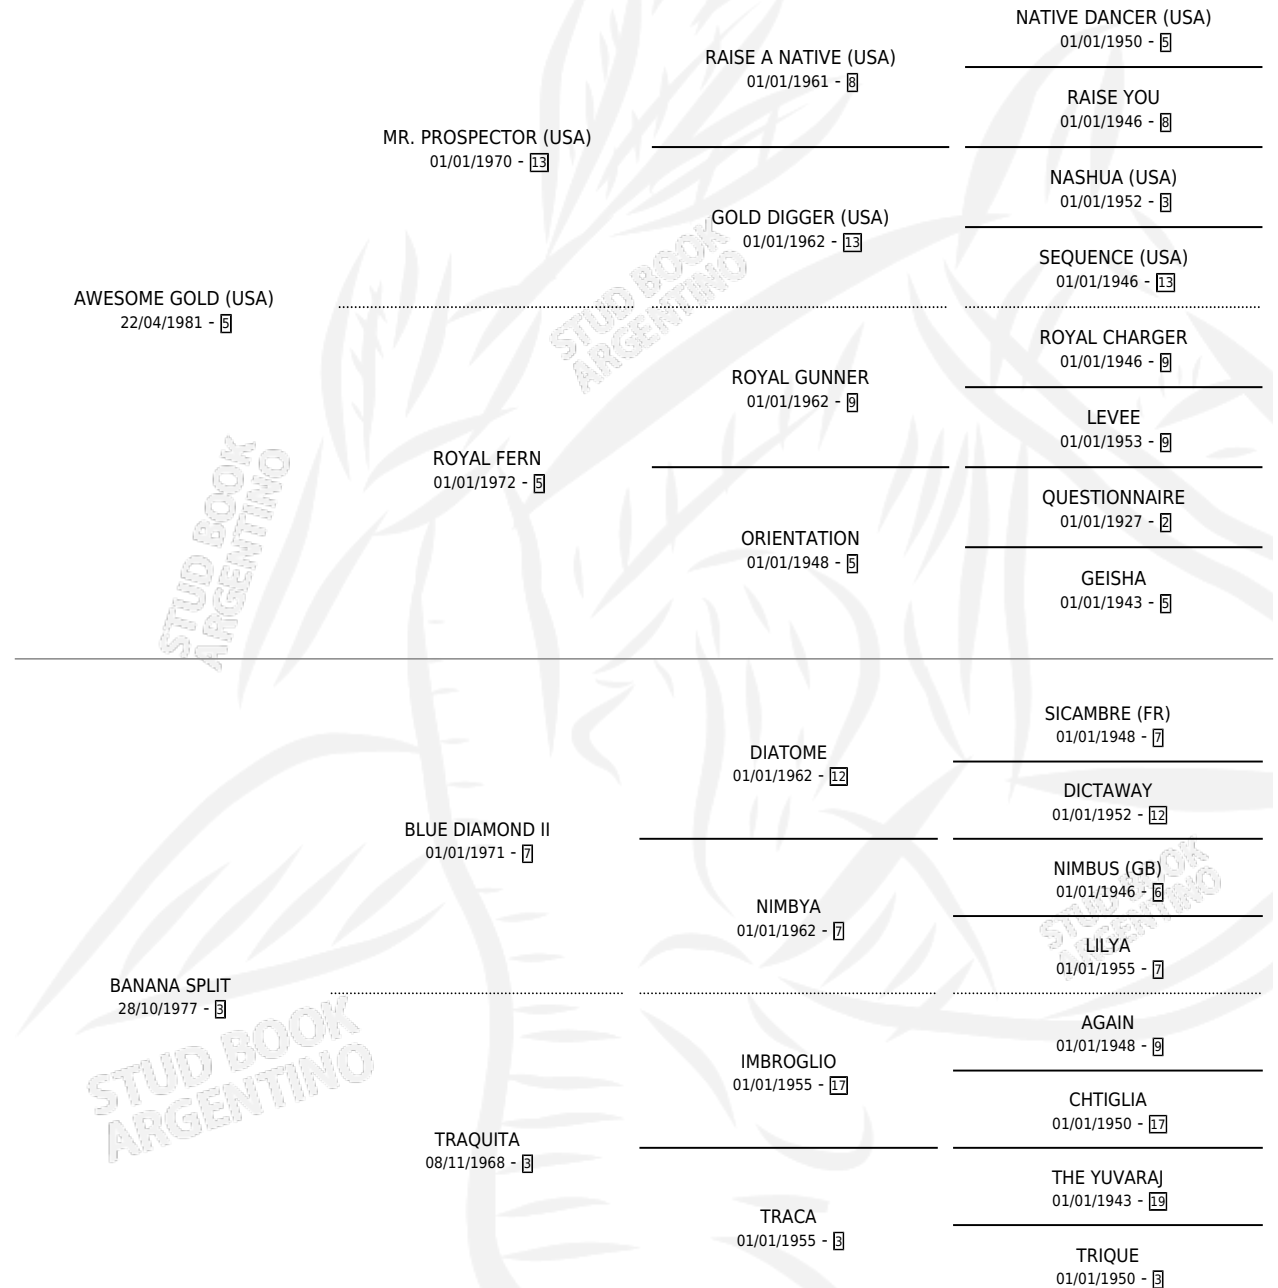 NATIVE DANCER (USA)
01/01/1950 - 5
RAISE A NATIVE (USA)
01/01/1961 - 8
RAISE YOU
01/01/1946 - 8
MR. PROSPECTOR (USA)
01/01/1970 - 13
NASHUA (USA)
01/01/1952 - 3
GOLD DIGGER (USA)
01/01/1962 - 13
SEQUENCE (USA)
01/01/1946 - 13
AWESOME GOLD (USA)
22/04/1981 - 5
STUD BOOK
ARGENTINO
ROYAL CHARGER
01/01/1946 - 9
ROYAL GUNNER
01/01/1962 - 9
LEVEE
01/01/1953 - 9
ROYAL FERN
01/01/1972 - 5
QUESTIONNAIRE
01/01/1927 - 2
ORIENTATION
01/01/1948 - 5
GEISHA
01/01/1943 - 5
STUD BOOK
ARGENTINO
SICAMBRE (FR)
01/01/1948 - 7
DIATOME
01/01/1962 - 12
DICTAWAY
01/01/1952 - 12
BLUE DIAMOND II
01/01/1971 - 7
NIMBUS (GB)
01/01/1946 - 6
NIMBYA
01/01/1962 - 7
LILYA
01/01/1955 - 7
STUD BOOK
ARGENTINO
BANANA SPLIT
28/10/1977 - 3
AGAIN
01/01/1948 - 9
IMBROGLIO
01/01/1955 - 17
CHTIGLIA
01/01/1950 - 17
STUD BOOK
ARGENTINO
TRAQUITA
08/11/1968 - 3
THE YUVARAJ
01/01/1943 - 19
TRACA
01/01/1955 - 3
TRIQUE
01/01/1950 - 3